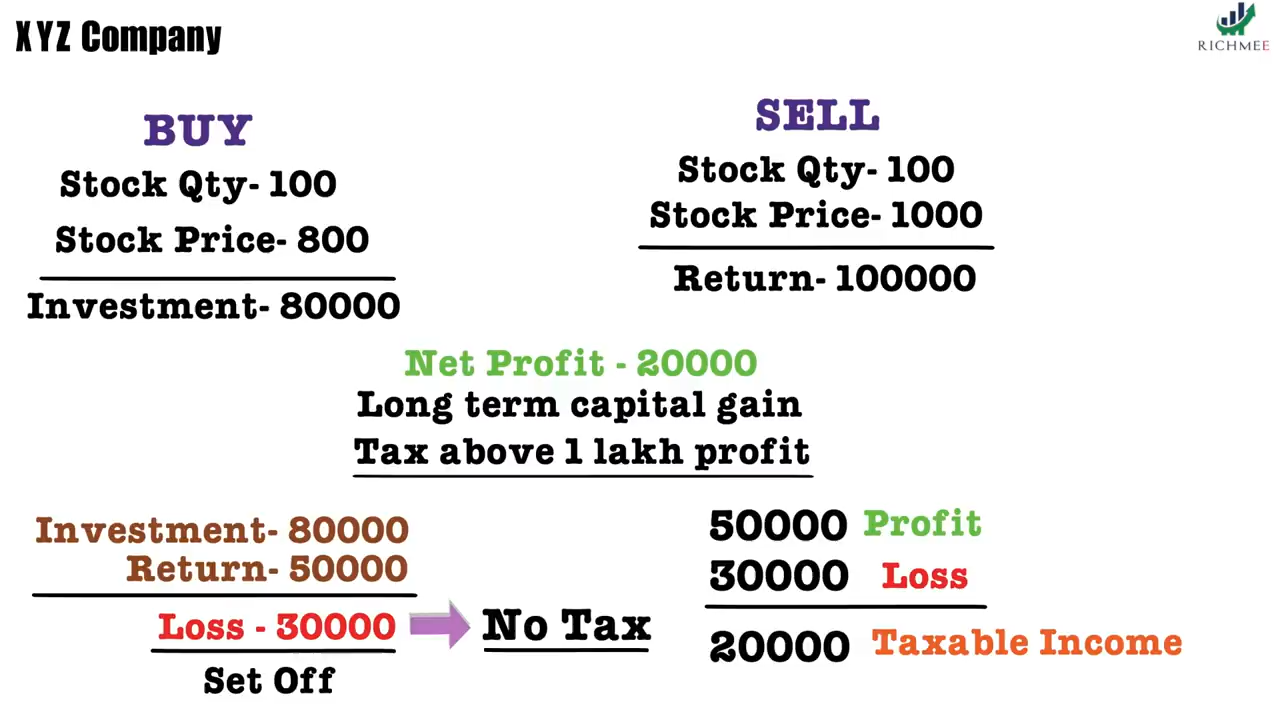 XYZ Company
RICHMEE
BUY
Stock Qty- 100
Stock Price- 800
Investment- 80000
SELL
Stock Qty- 100
Stock Price- 1000
Return- 100000
Net Profit - 20000
Long term capital gain
Tax above 1 lakh profit
Investment- 80000
Return- 50000
Loss - 30000
Set Off
No Tax
50000 Profit
30000 Loss
20000 Taxable Income